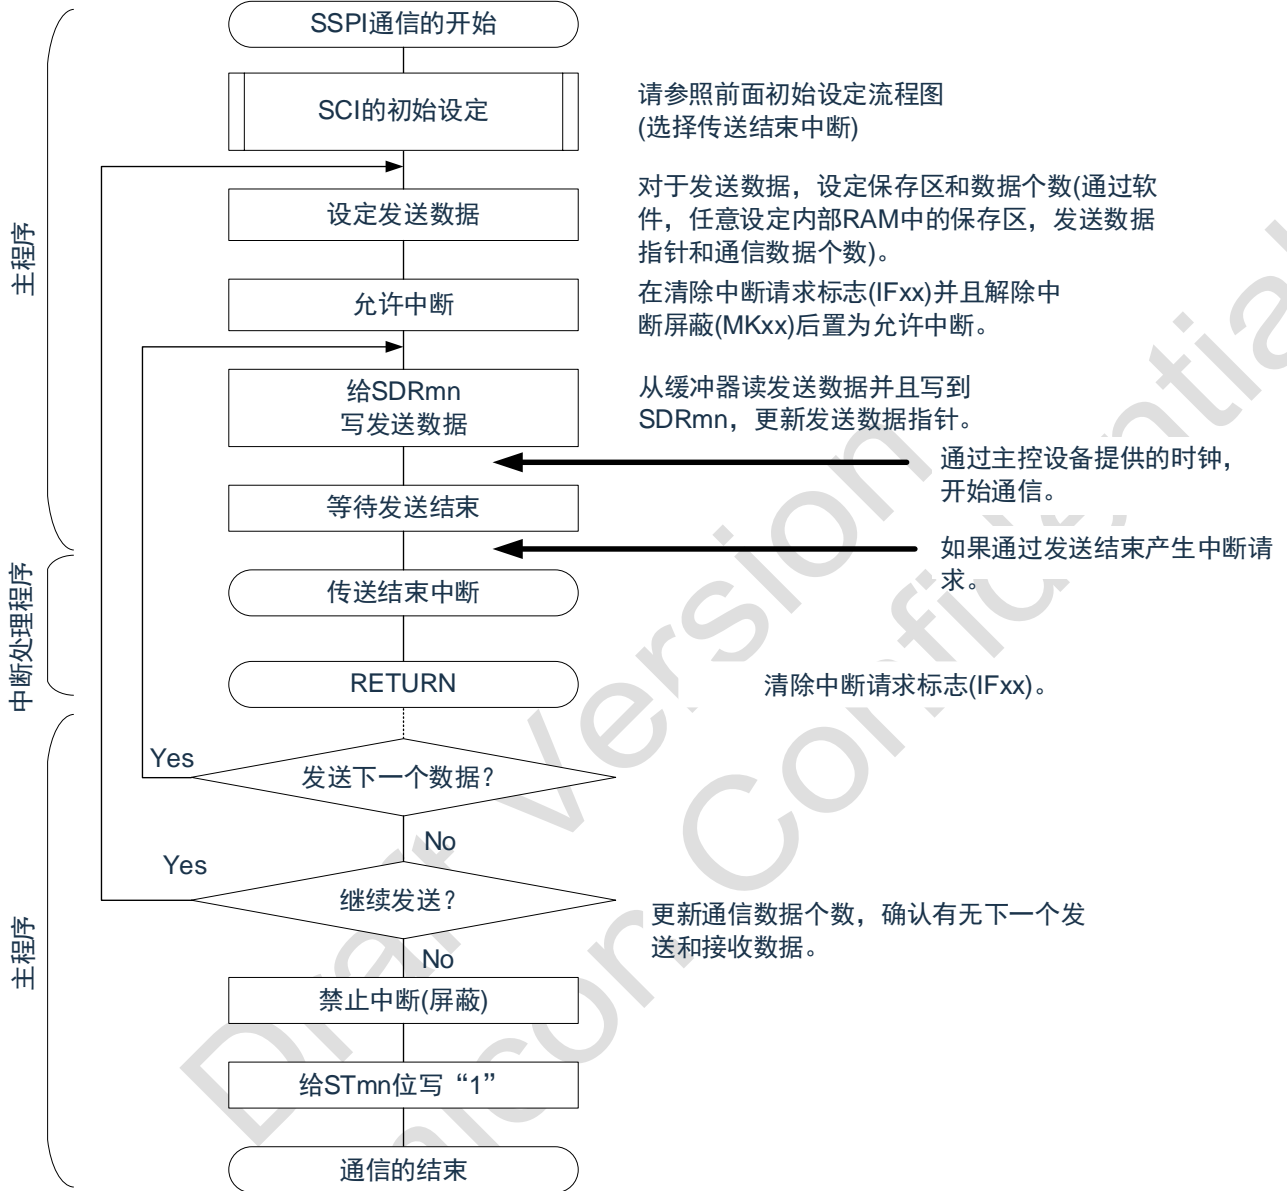 SSPI通信的开始
SCI的初始设定
请参照前面初始设定流程图
(选择传送结束中断)
设定发送数据
对于发送数据，设定保存区和数据个数(通过软
件，任意设定内部RAM中的保存区，发送数据
指针和通信数据个数)。
主程序
允许中断
在清除中断请求标志(IFxx)并且解除中
断屏蔽(MKxx)后置为允许中断。
给SDRmn
写发送数据
从缓冲器读发送数据并且写到
SDRmn，更新发送数据指针。
通过主控设备提供的时钟，
开始通信。
等待发送结束
如果通过发送结束产生中断请
求。
传送结束中断
中断处理程序
RETURN
清除中断请求标志(IFxx)。
Yes
发送下一个数据？
No
Yes
继续发送？
更新通信数据个数，确认有无下一个发
送和接收数据。
No
主程序
禁止中断(屏蔽)
给STmn位写“1”
通信的结束
Draft Version
Confidential